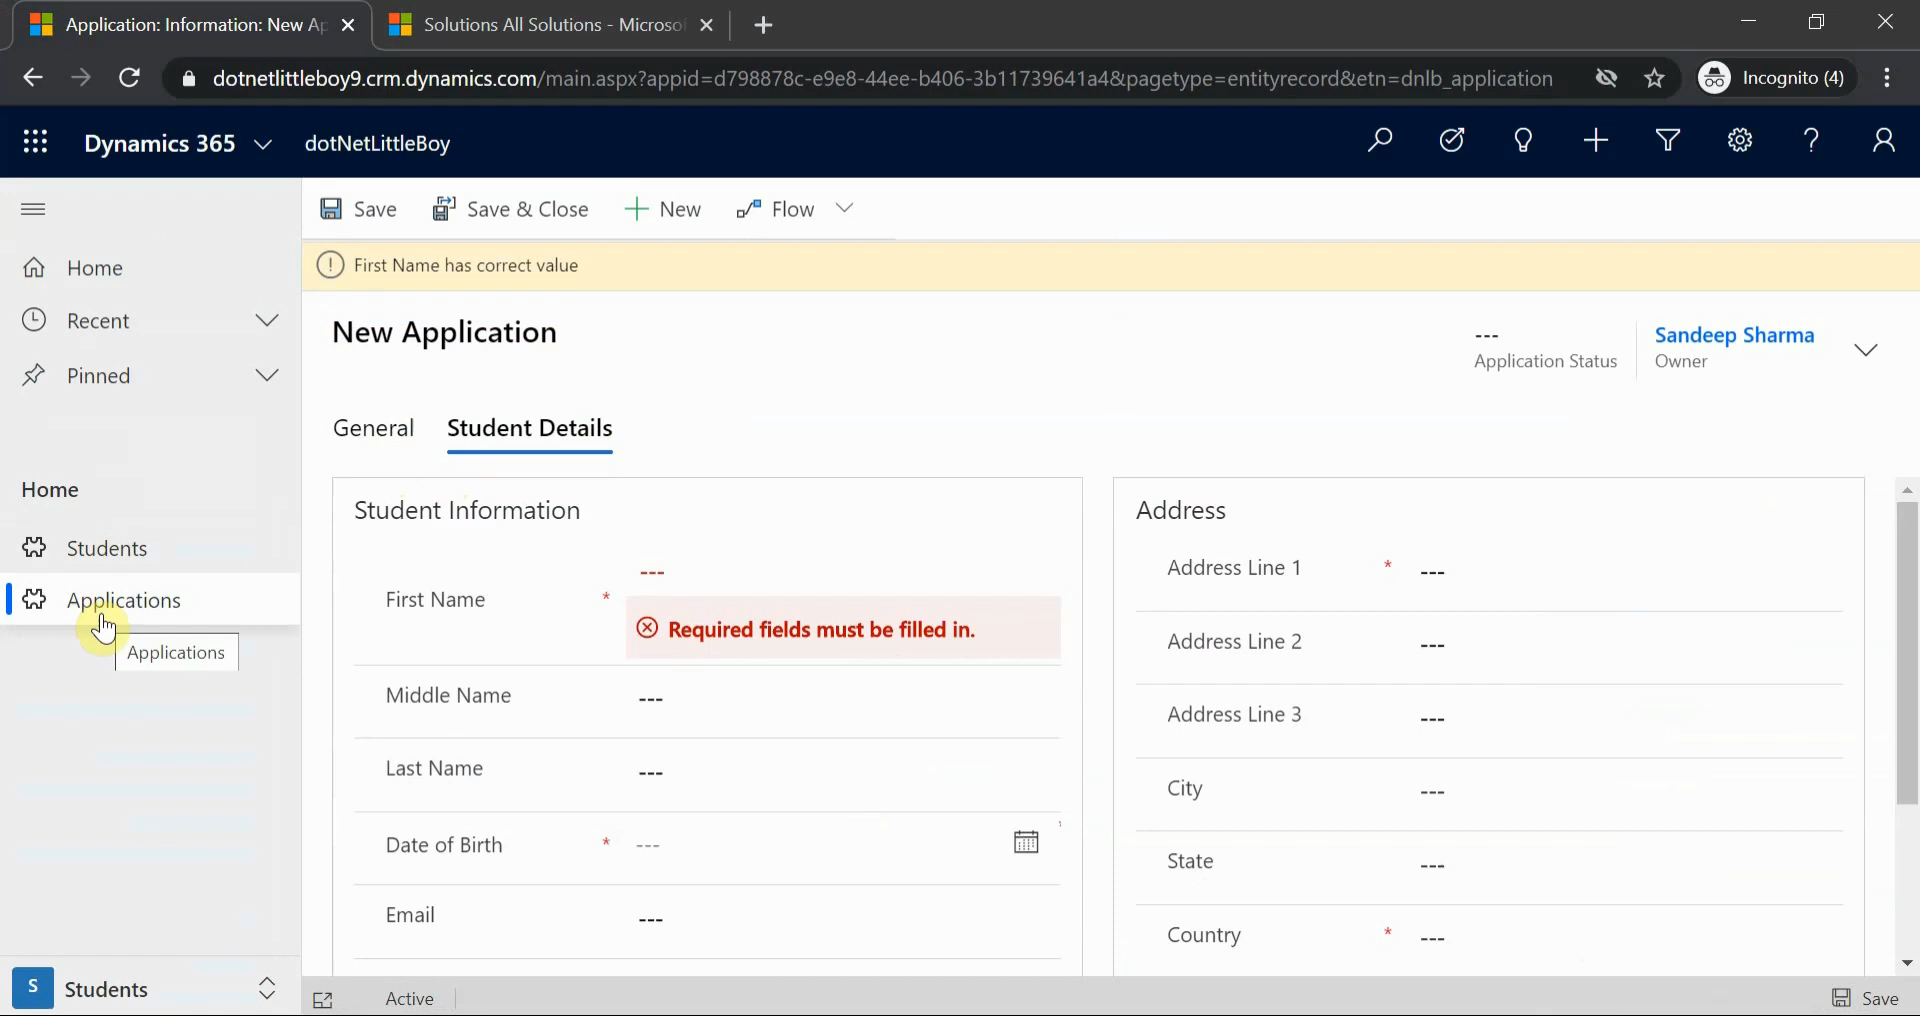 Application: Information: New Ap
Solutions All Solutions - Microsof
dotnetlittleboy9.crm.dynamics.com/main.aspx?appid=d798878c-e9e8-44ee-b406-3b11739641a4&pagetype=entityrecord&etn=dnlb_application
Incognito (4)
Dynamics 365
dotNetLittleBoy
Save
Save & Close
New
Flow
Home
Recent
Pinned
Home
Students
Applications
Applications
S Students
First Name has correct value
New Application
---
Application Status
Sandeep Sharma
Owner
General
Student Details
Student Information
First Name * ---
Required fields must be filled in.
Middle Name ---
Last Name ---
Date of Birth * ---
Email ---
Address
Address Line 1 * ---
Address Line 2 ---
Address Line 3 ---
City ---
State ---
Country * ---
Active
Save